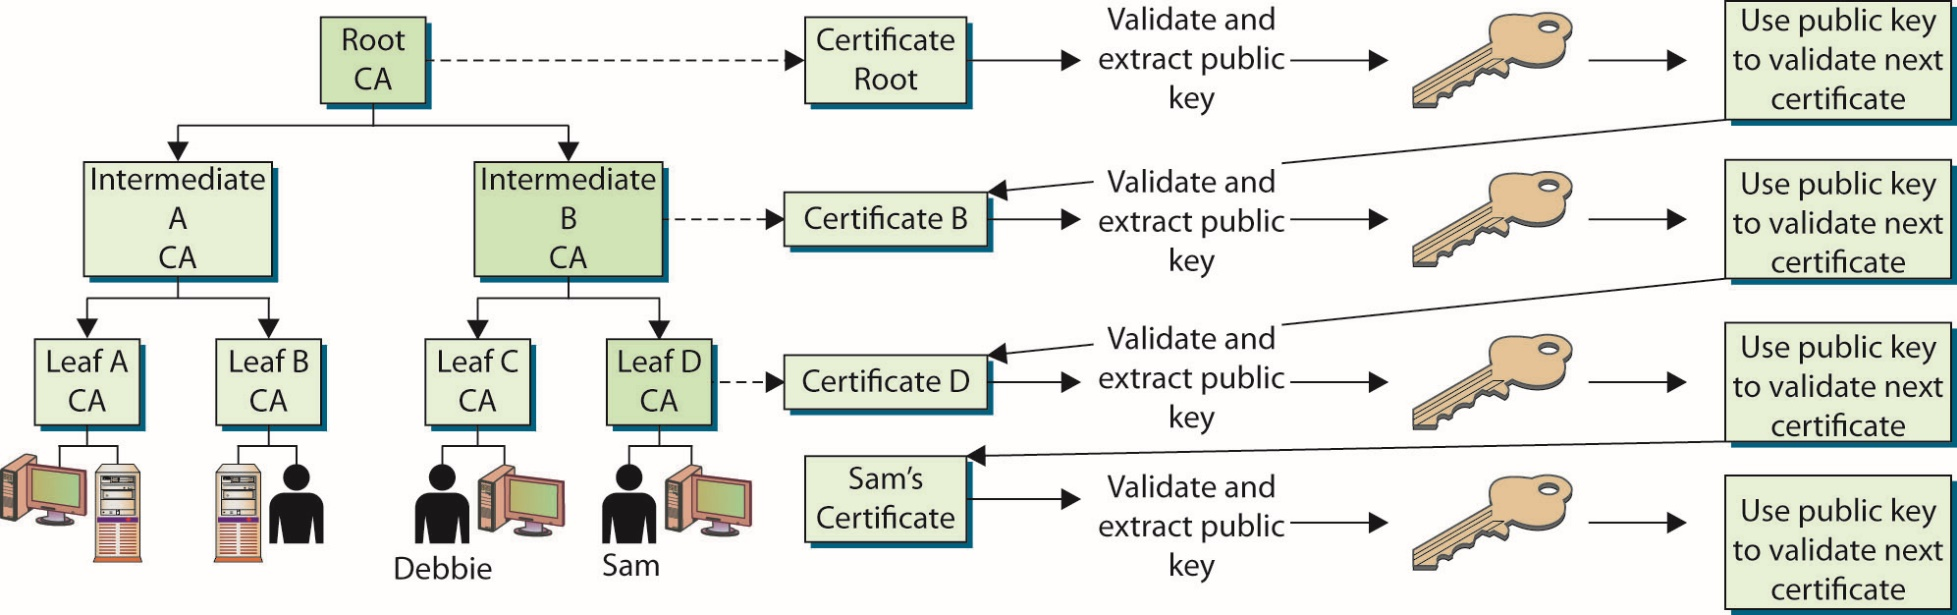 Root
CA
Certificate
Root
Validate and
extract public
key
Use public key
to validate next
certificate
Intermediate
A
CA
Intermediate
B
CA
Certificate B
Validate and
extract public
key
Use public key
to validate next
certificate
Leaf A
CA
Leaf B
CA
Leaf C
CA
Leaf D
CA
Certificate D
Validate and
extract public
key
Use public key
to validate next
certificate
Debbie
Sam
Sam’s
Certificate
Validate and
extract public
key
Use public key
to validate next
certificate